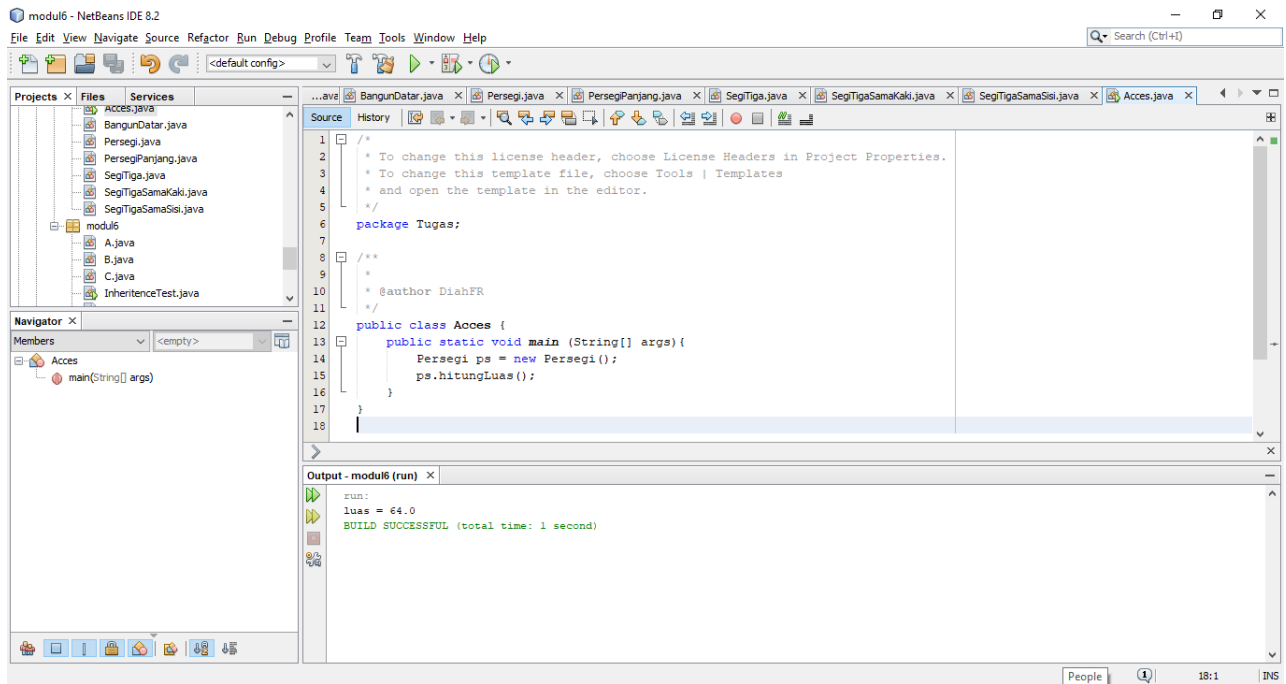 modul6 - NetBeans IDE 8.2
File Edit View Navigate Source Refactor Run Debug Profile Team Tools Window Help
Search (Ctrl+I)
<default config>
Projects Files Services
Acces.java
BangunDatar.java
Persegi.java
PersegiPanjang.java
SegiTiga.java
SegiTigaSamaKaki.java
SegiTigaSamaSisi.java
modul6
A.java
B.java
C.java
InheritenceTest.java
Navigator
Members <empty>
Acces
main(String[] args)
...ava BangunDatar.java Persegi.java PersegiPanjang.java SegiTiga.java SegiTigaSamaKaki.java SegiTigaSamaSisi.java Acces.java
Source History
1 /*
2 * To change this license header, choose License Headers in Project Properties.
3 * To change this template file, choose Tools | Templates
4 * and open the template in the editor.
5 */
6 package Tugas;
7
8 /**
9 *
10 * @author DiahFR
11 */
12 public class Acces {
13 public static void main (String[] args){
14 Persegi ps = new Persegi();
15 ps.hitungLuas();
16 }
17 }
18
Output - modul6 (run)
run:
luas = 64.0
BUILD SUCCESSFUL (total time: 1 second)
People 1 18:1 INS